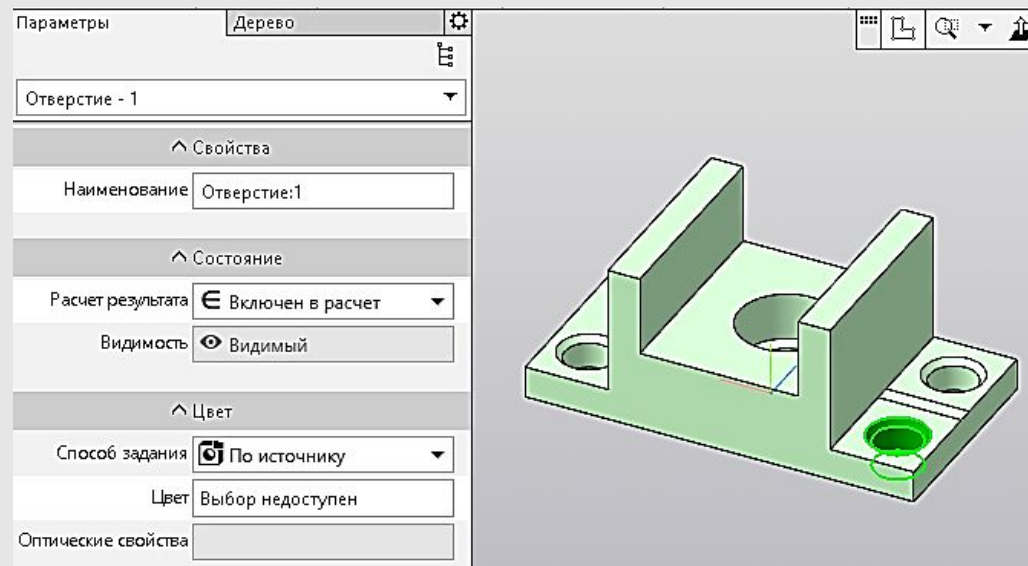 Параметры
Дерево
Отверстие - 1
Свойства
Наименование Отверстие:1
Состояние
Расчет результата Включен в расчет
Видимость Видимый
Цвет
Способ задания По источнику
Цвет Выбор недоступен
Оптические свойства